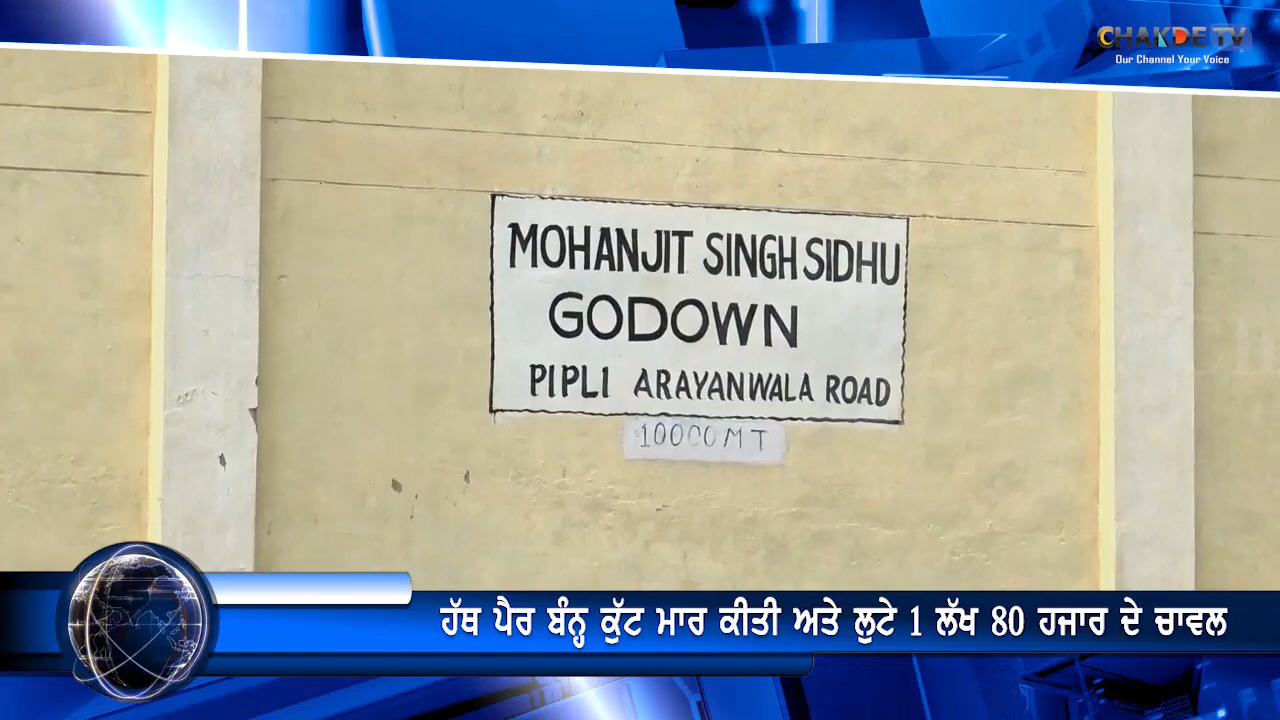 CHAKDE TV
Our Channel Your Voice
MOHANJIT SINGH SIDHU
GODOWN
PIPLI ARAYANWALA ROAD
10000 MT
ਹੱਥ ਪੈਰ ਬੰਨ੍ਹ ਕੁੱਟ ਮਾਰ ਕੀਤੀ ਅਤੇ ਲੁਟੇ 1 ਲੱਖ 80 ਹਜਾਰ ਦੇ ਚਾਵਲ